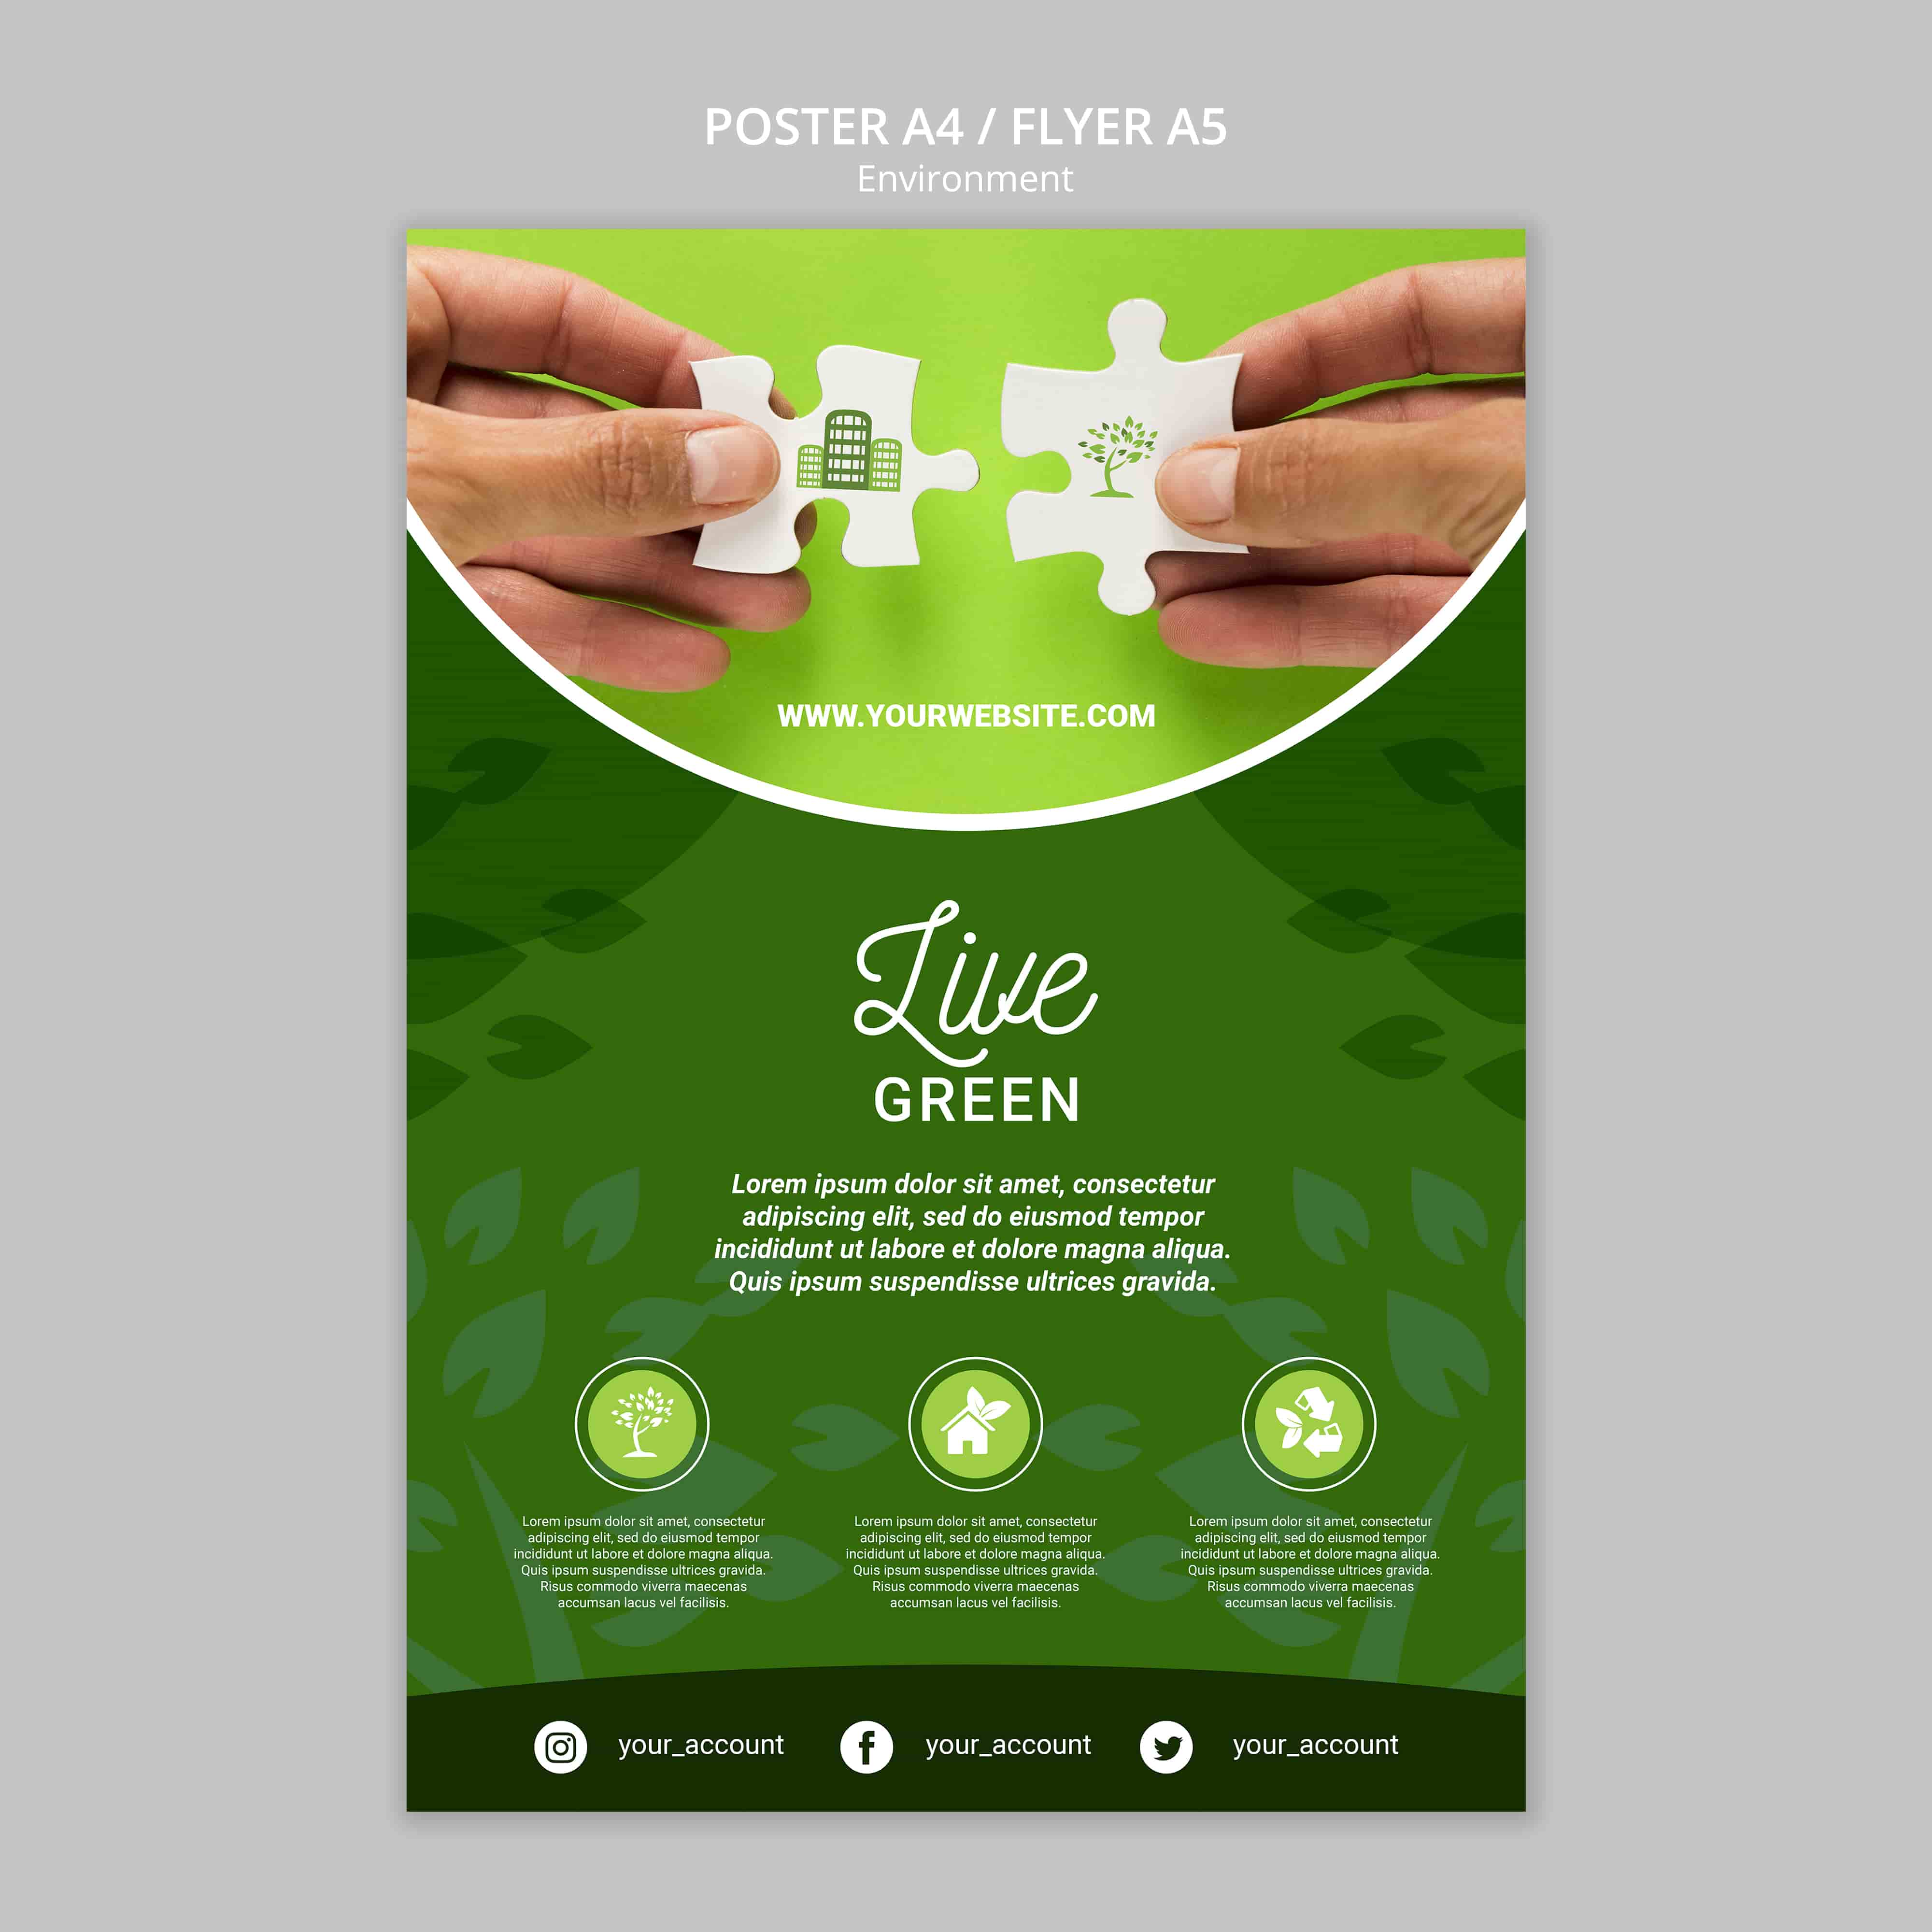 POSTER A4 / FLYER A5
Environment
WWW.YOURWEBSITE.COM
Live
GREEN
Lorem ipsum dolor sit amet, consectetur
adipiscing elit, sed do eiusmod tempor
incididunt ut labore et dolore magna aliqua.
Quis ipsum suspendisse ultrices gravida.
Lorem ipsum dolor sit amet, consectetur
adipiscing elit, sed do eiusmod tempor
incididunt ut labore et dolore magna aliqua.
Quis ipsum suspendisse ultrices gravida.
Risus commodo viverra maecenas
accumsan lacus vel facilisis.
Lorem ipsum dolor sit amet, consectetur
adipiscing elit, sed do eiusmod tempor
incididunt ut labore et dolore magna aliqua.
Quis ipsum suspendisse ultrices gravida.
Risus commodo viverra maecenas
accumsan lacus vel facilisis.
Lorem ipsum dolor sit amet, consectetur
adipiscing elit, sed do eiusmod tempor
incididunt ut labore et dolore magna aliqua.
Quis ipsum suspendisse ultrices gravida.
Risus commodo viverra maecenas
accumsan lacus vel facilisis.
your_account
your_account
your_account